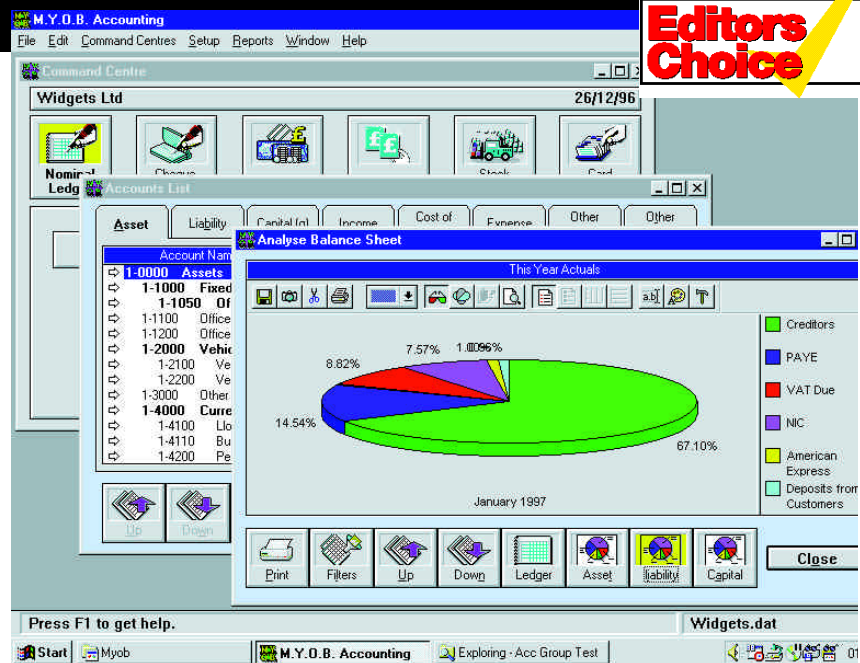 M.Y.O.B. Accounting
Editors
Choice
File Edit Command Centres Setup Reports Window Help
Command Centre
Widgets Ltd 26/12/96
Nominal
Ledg
Accounts List
Asset Liability Capital Income Cost of Expense Other Other
Analyse Balance Sheet
Account Nam
This Year Actuals
1-0000 Assets
1-1000 Fixed
1-1050 Of
1-1100 Office
1-1200 Office
1-2000 Vehic
1-2100 Ve
1-2200 Ve
1-3000 Other
1-4000 Curre
1-4100 Llo
1-4110 Bu
1-4200 Pe
a.b]
7.57%
8.82%
14.54%
67.10%
January 1997
Creditors
PAYE
VAT Due
NIC
American
Express
Deposits from
Customers
Up Down
Print Filters Up Down Ledger Asset liability Capital
Close
Press F1 to get help. Widgets.dat
Start Myob M.Y.O.B. Accounting Exploring - Acc Group Test